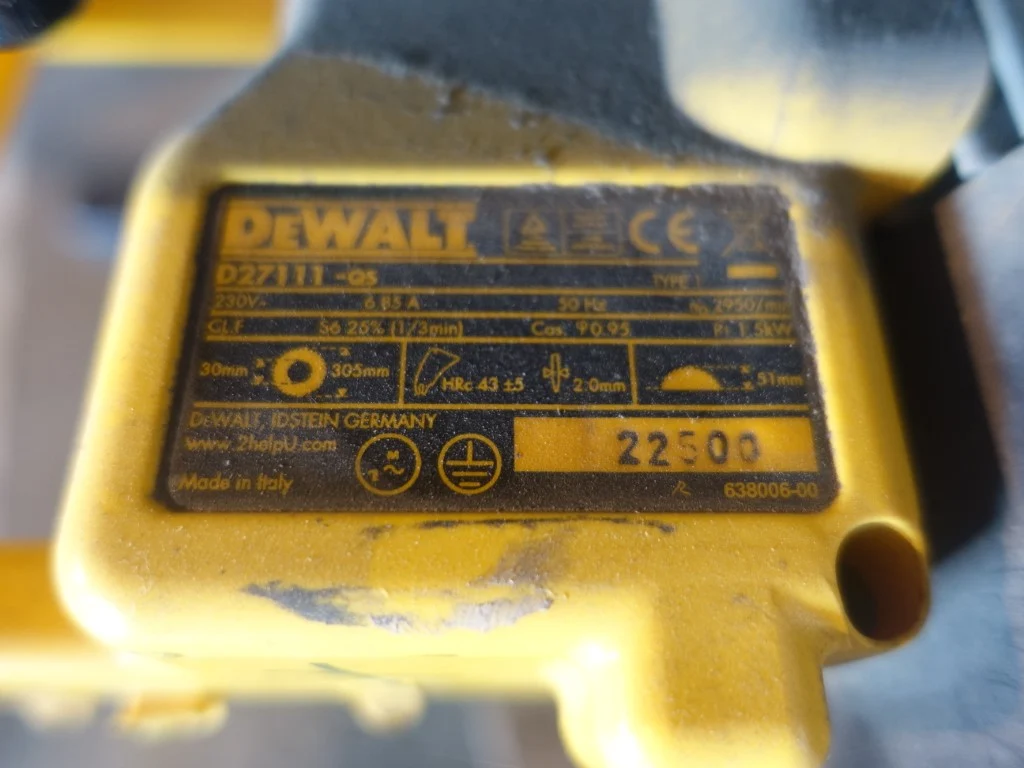 DEWALT CE
D27111 -QS TYPE 1
230V~ 6.85 A 50 Hz N₀ 2950/min
CL.F S6 25% (1/3min) Cos φ0.95 P₁ 1.5kW
30mm 305mm HRc 43 ±5 2.0mm 51mm
DEWALT, IDSTEIN GERMANY
www.2helpU.com
M
22500
Made in Italy
638006-00